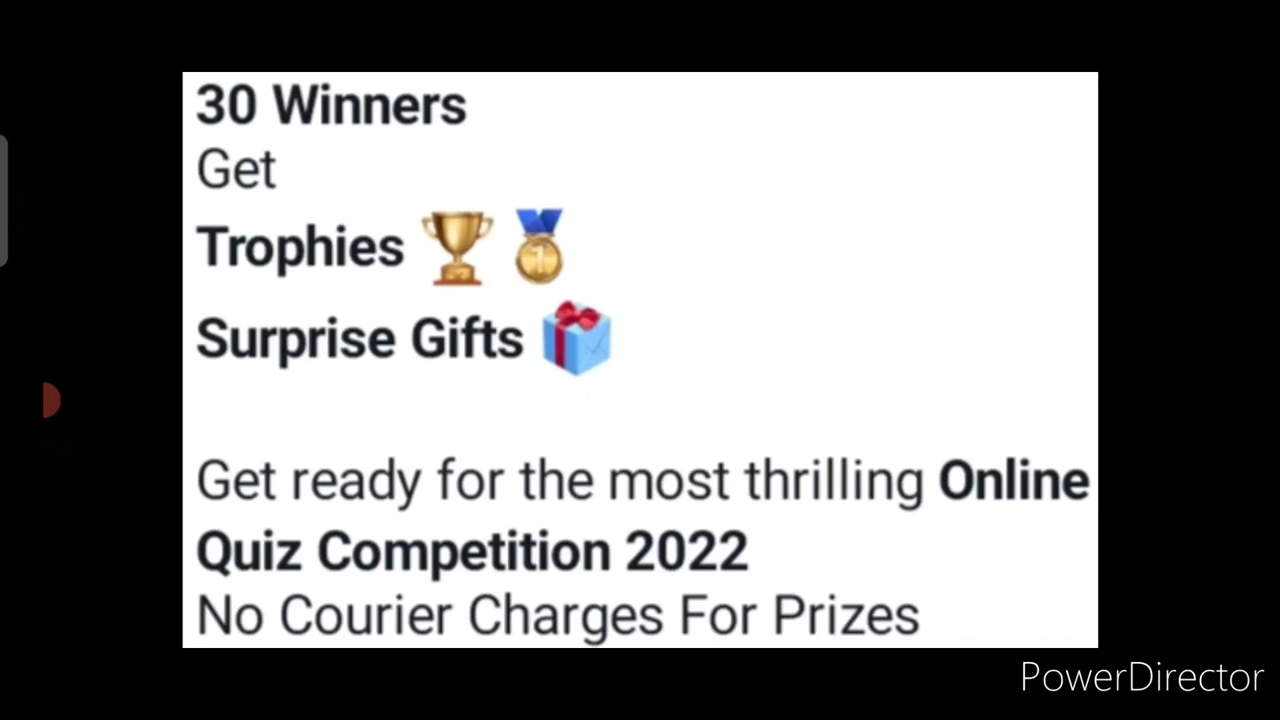 30 Winners
Get
Trophies 🏆🥇
Surprise Gifts 🎁
Get ready for the most thrilling Online
Quiz Competition 2022
No Courier Charges For Prizes
PowerDirector